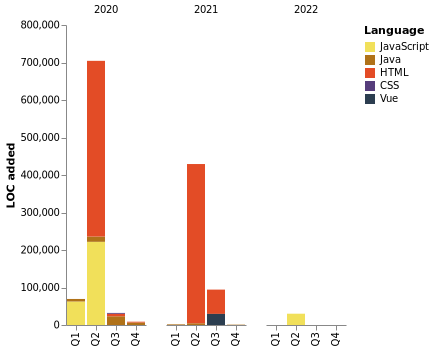 2020 2021 2022
Language
JavaScript
Java
HTML
CSS
Vue
LOC added
800,000
700,000
600,000
500,000
400,000
300,000
200,000
100,000
0
Q1 Q2 Q3 Q4 Q1 Q2 Q3 Q4 Q1 Q2 Q3 Q4